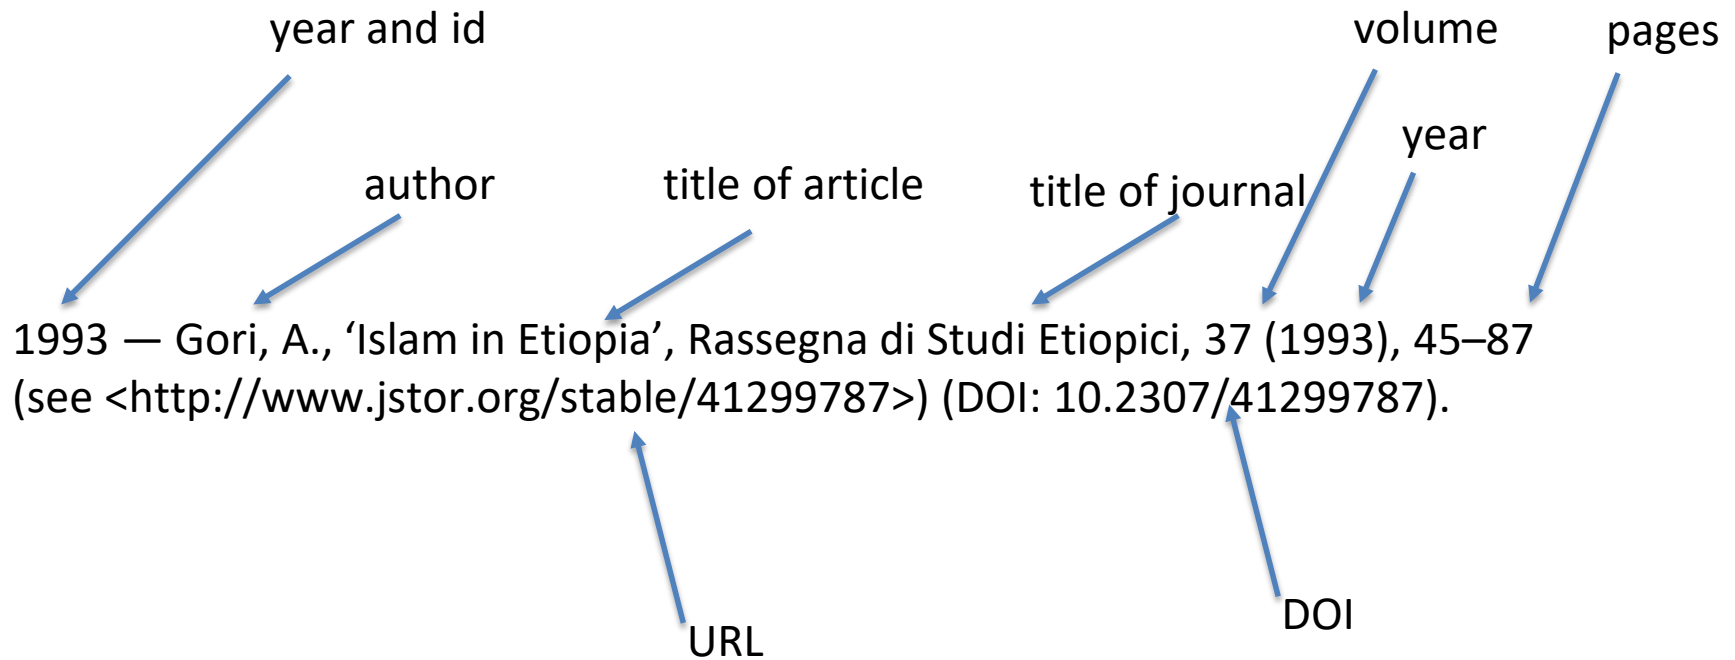 year and id
volume
pages
year
author
title of article
title of journal
1993 — Gori, A., ‘Islam in Etiopia’, Rassegna di Studi Etiopici, 37 (1993), 45–87
(see <http://www.jstor.org/stable/41299787>) (DOI: 10.2307/41299787).
DOI
URL